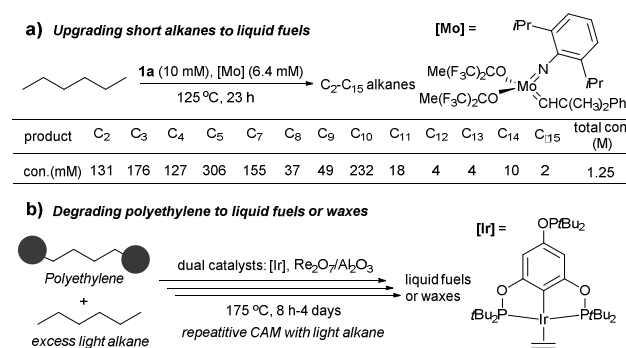 a) Upgrading short alkanes to liquid fuels
1a (10 mM), [Mo] (6.4 mM)
125 °C, 23 h
C2-C15 alkanes
[Mo] =
iPr
N
iPr
Me(F3C)2CO
Mo
Me(F3C)2CO
CHC(CH3)2Ph
product C2 C3 C4 C5 C7 C8 C9 C10 C11 C12 C13 C14 C□15 total con (M)
con.(mM) 131 176 127 306 155 37 49 232 18 4 4 10 2 1.25
b) Degrading polyethylene to liquid fuels or waxes
Polyethylene
+
excess light alkane
dual catalysts: [Ir], Re2O7/Al2O3
175 °C, 8 h-4 days
repeatitive CAM with light alkane
liquid fuels
or waxes
[Ir] =
OPtBu2
O
O
tBu2P
Ir
PtBu2